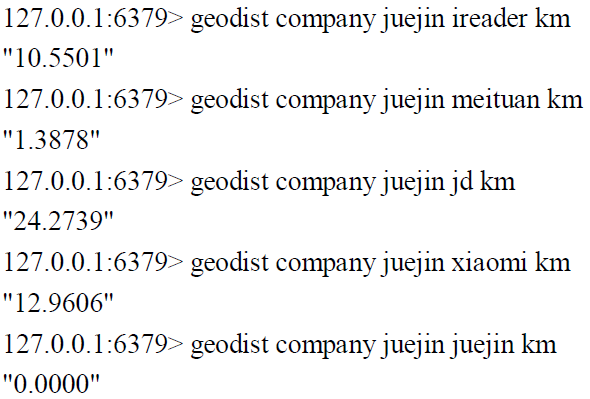 127.0.0.1:6379> geodist company juejin ireader km
"10.5501"
127.0.0.1:6379> geodist company juejin meituan km
"1.3878"
127.0.0.1:6379> geodist company juejin jd km
"24.2739"
127.0.0.1:6379> geodist company juejin xiaomi km
"12.9606"
127.0.0.1:6379> geodist company juejin juejin km
"0.0000"